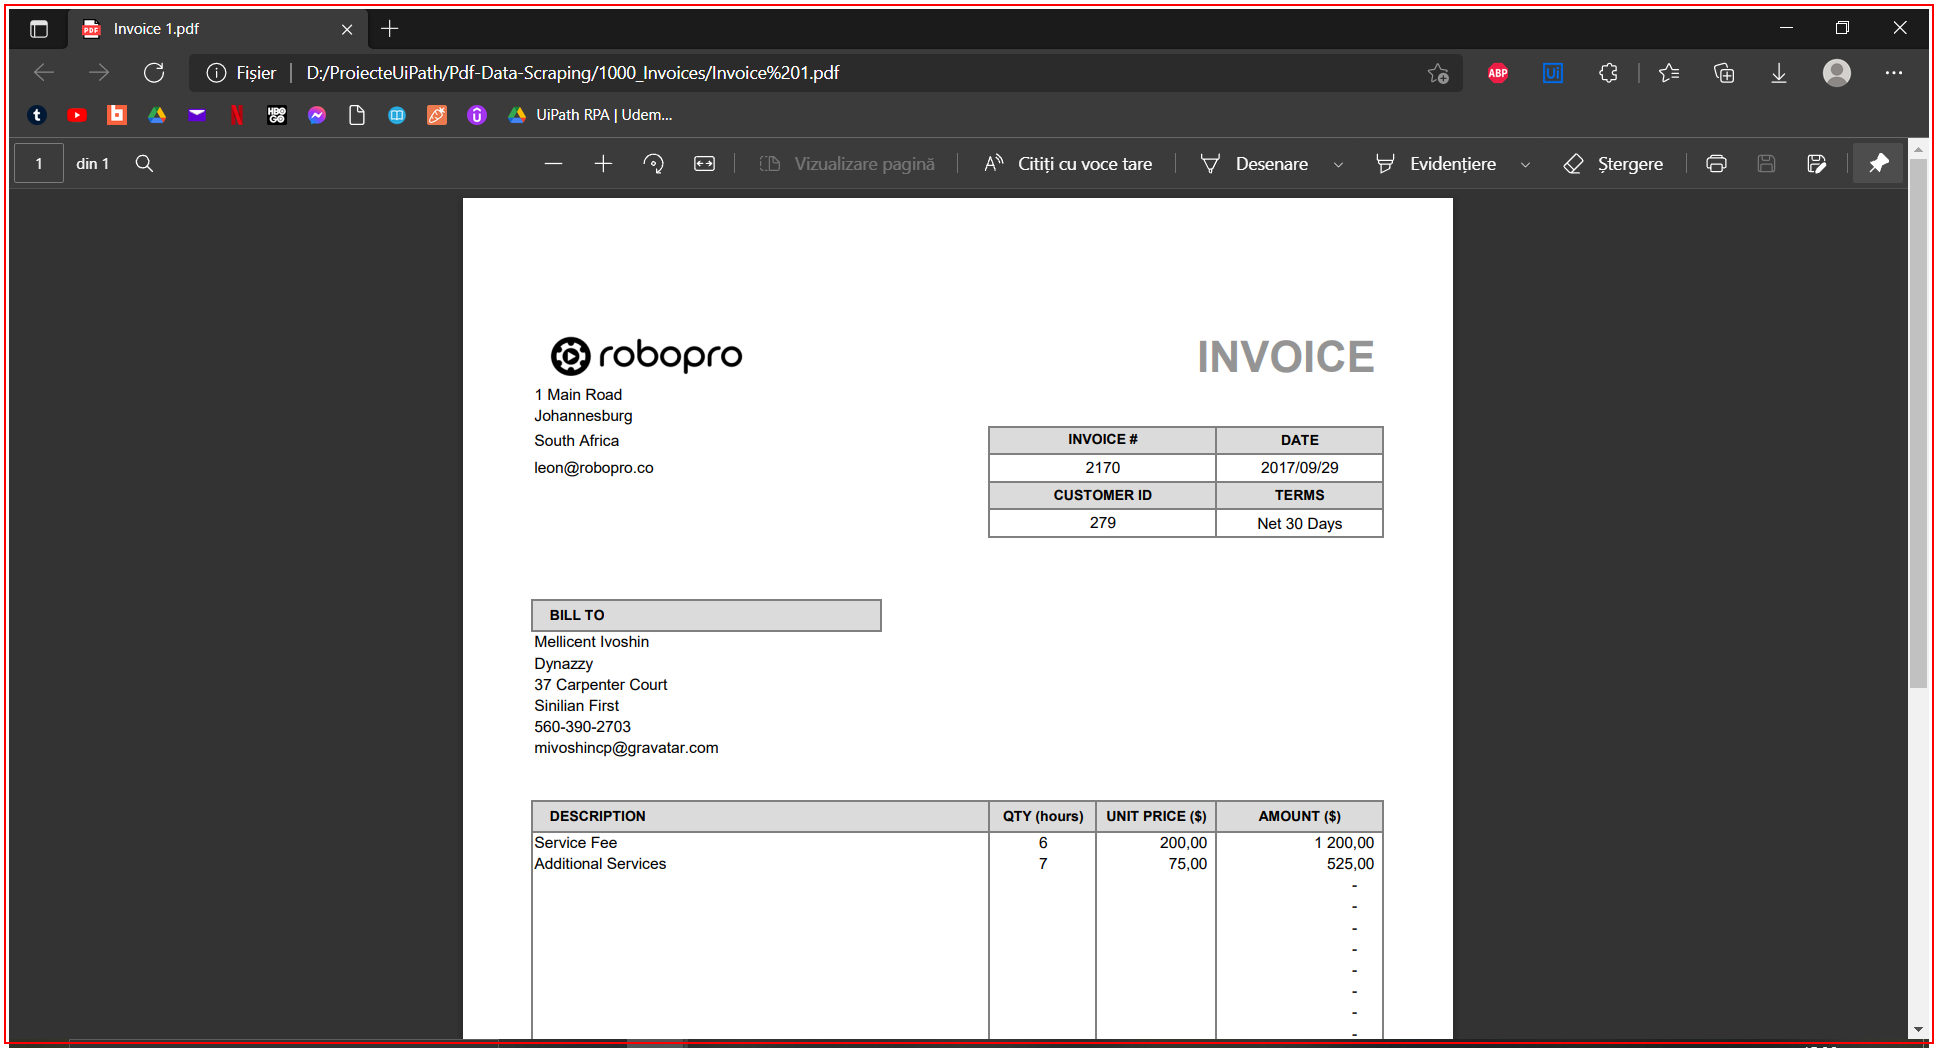 Invoice 1.pdf
Fișier
D:/ProiecteUiPath/Pdf-Data-Scraping/1000_Invoices/Invoice%201.pdf
ABP
Ui
HBO GO
UiPath RPA | Udem...
1 din 1
Vizualizare pagină
Citiți cu voce tare
Desenare
Evidențiere
Ștergere
robopro
INVOICE
1 Main Road
Johannesburg
South Africa
leon@robopro.co
INVOICE # DATE
2170 2017/09/29
CUSTOMER ID TERMS
279 Net 30 Days
BILL TO
Mellicent Ivoshin
Dynazzy
37 Carpenter Court
Sinilian First
560-390-2703
mivoshincp@gravatar.com
DESCRIPTION QTY (hours) UNIT PRICE ($) AMOUNT ($)
Service Fee 6 200,00 1 200,00
Additional Services 7 75,00 525,00
-
-
-
-
-
-
-
-